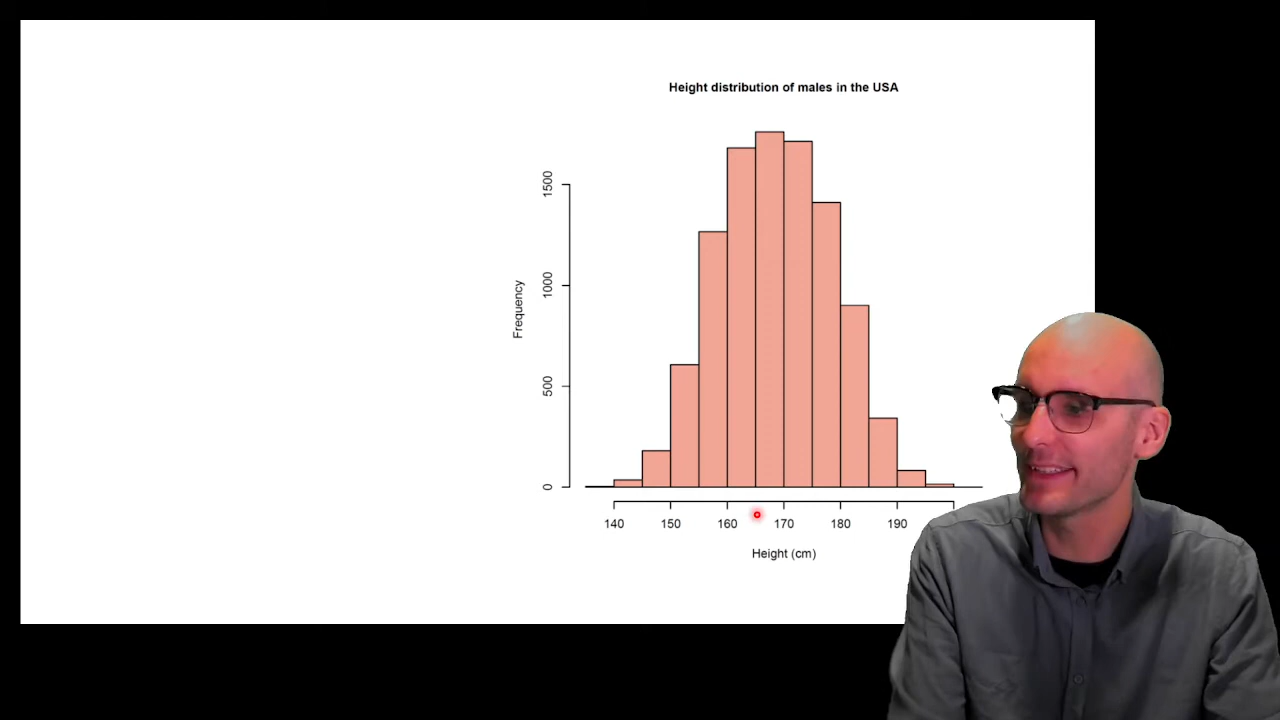 Height distribution of males in the USA
1500
1000
500
0
Frequency
140 150 160 170 180 190
Height (cm)